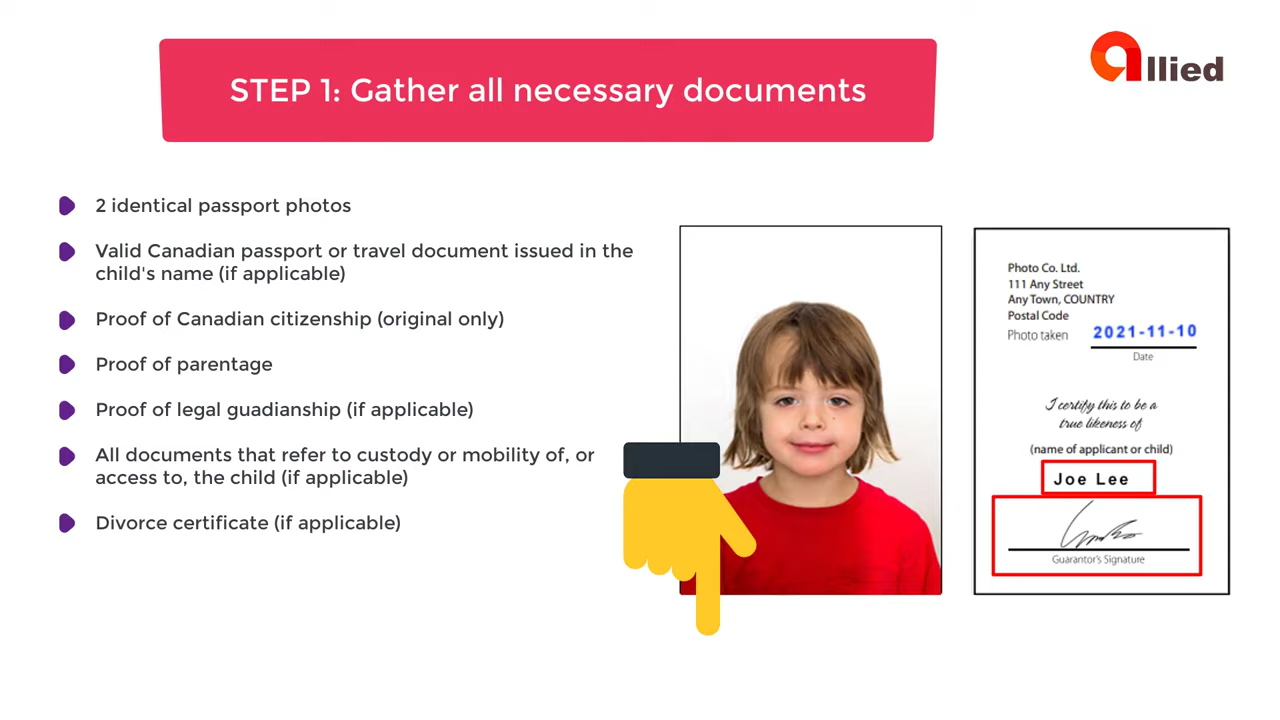 allied
STEP 1: Gather all necessary documents
2 identical passport photos
Valid Canadian passport or travel document issued in the
child's name (if applicable)
Proof of Canadian citizenship (original only)
Proof of parentage
Proof of legal guadianship (if applicable)
All documents that refer to custody or mobility of, or
access to, the child (if applicable)
Divorce certificate (if applicable)
Photo Co. Ltd.
111 Any Street
Any Town, COUNTRY
Postal Code
Photo taken 2021-11-10
Date
I certify this to be a
true likeness of
(name of applicant or child)
Joe Lee
Guarantor's Signature